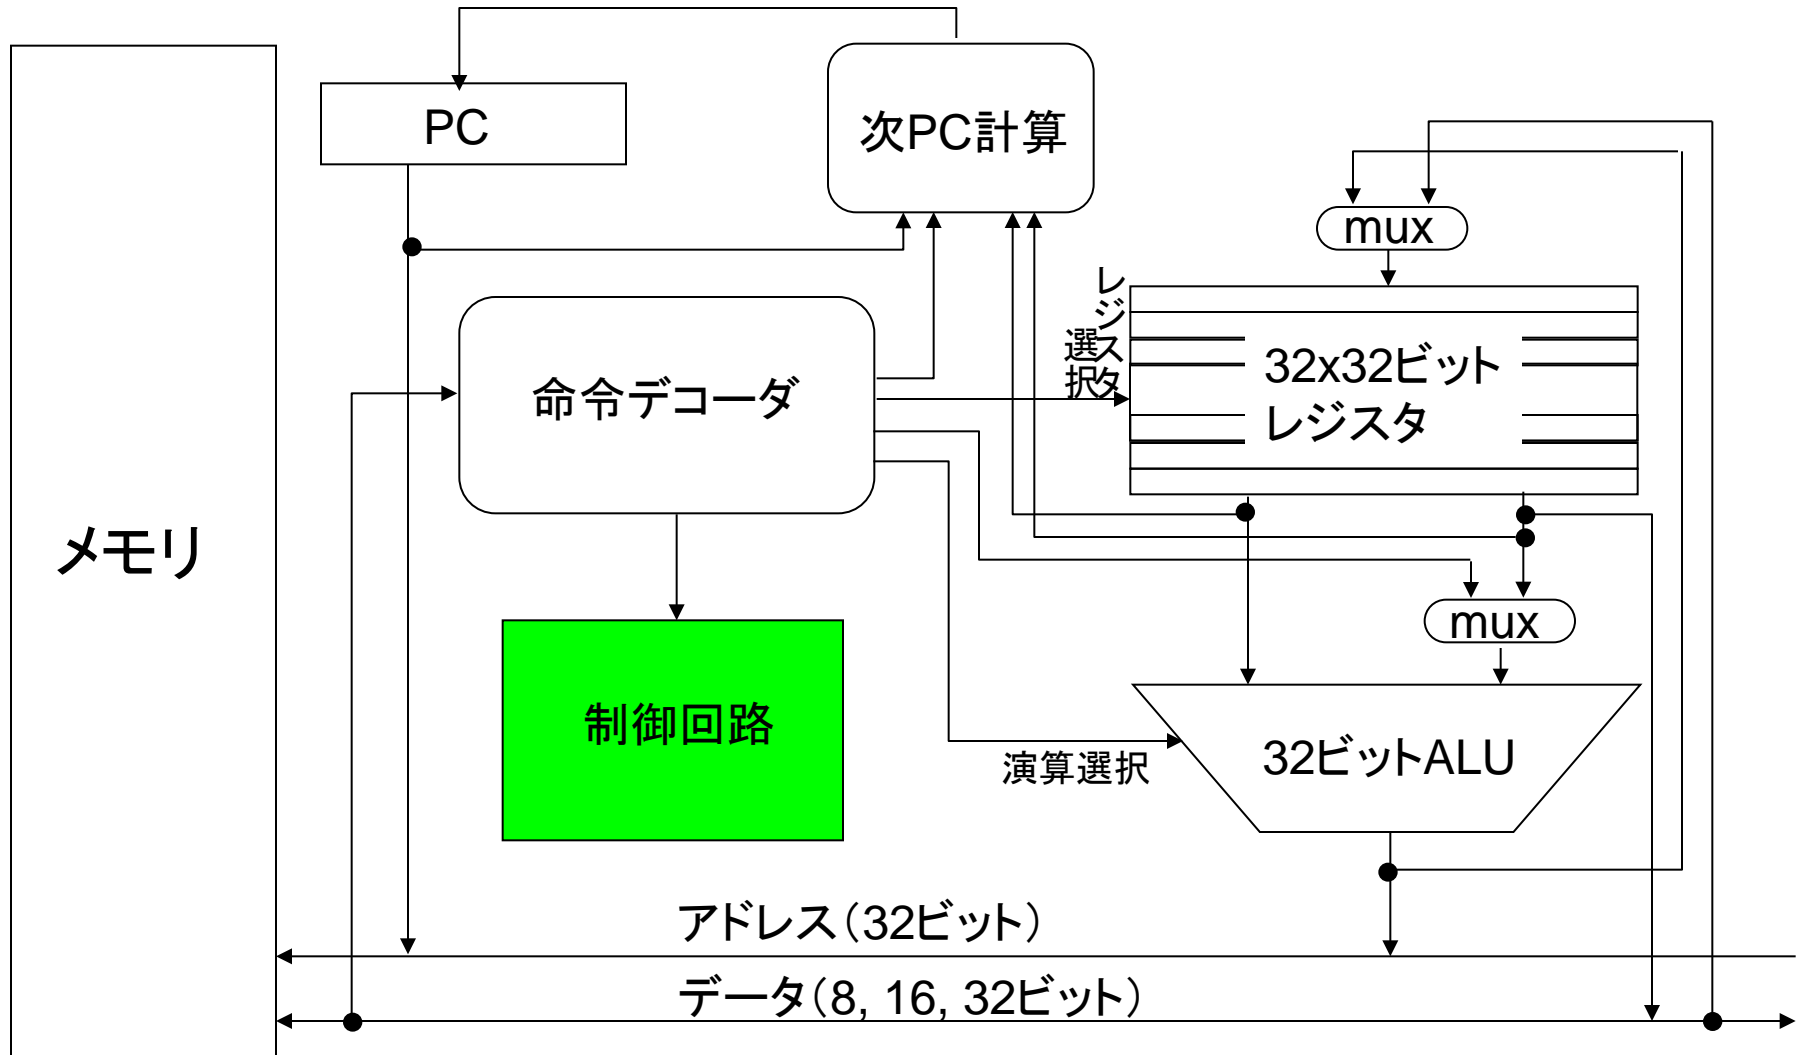 PC
次PC計算
mux
レジスタ
選択
32x32ビット
レジスタ
命令デコーダ
メモリ
mux
制御回路
32ビットALU
演算選択
アドレス（32ビット）
データ（8, 16, 32ビット）